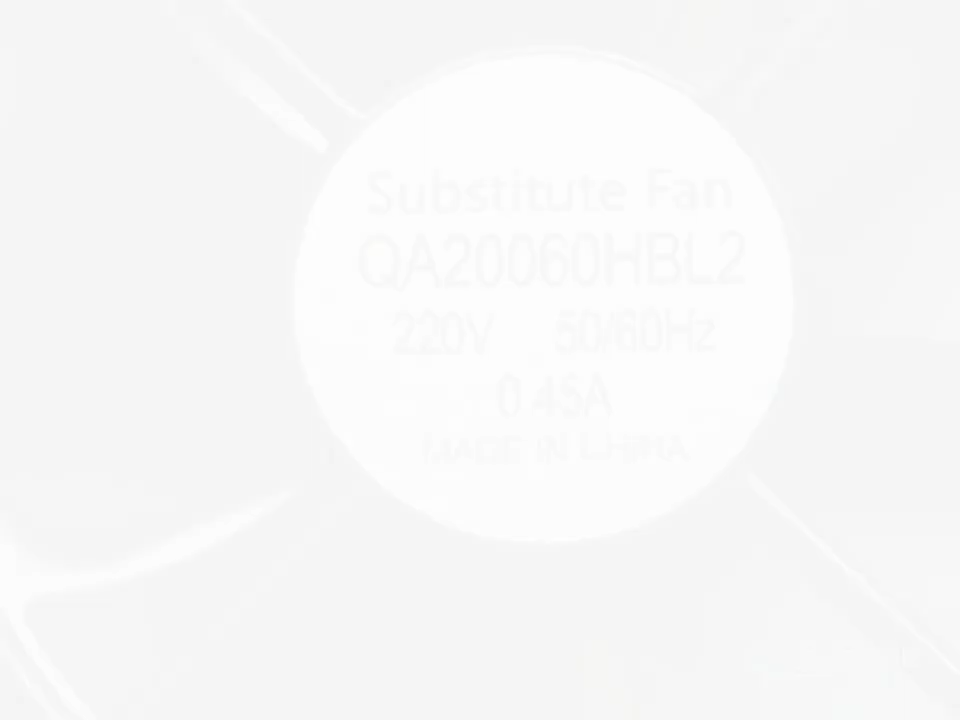 Substitute Fan
QA20060HBL2
220V 50/60Hz
0.45A
MADE IN CHINA